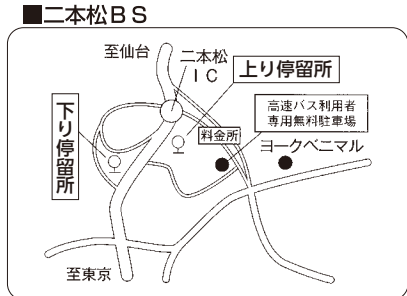 ■二本松BS
至仙台
二本松
IC
上り停留所
高速バス利用者
専用無料駐車場
料金所
ヨークベニマル
下り停留所
至東京